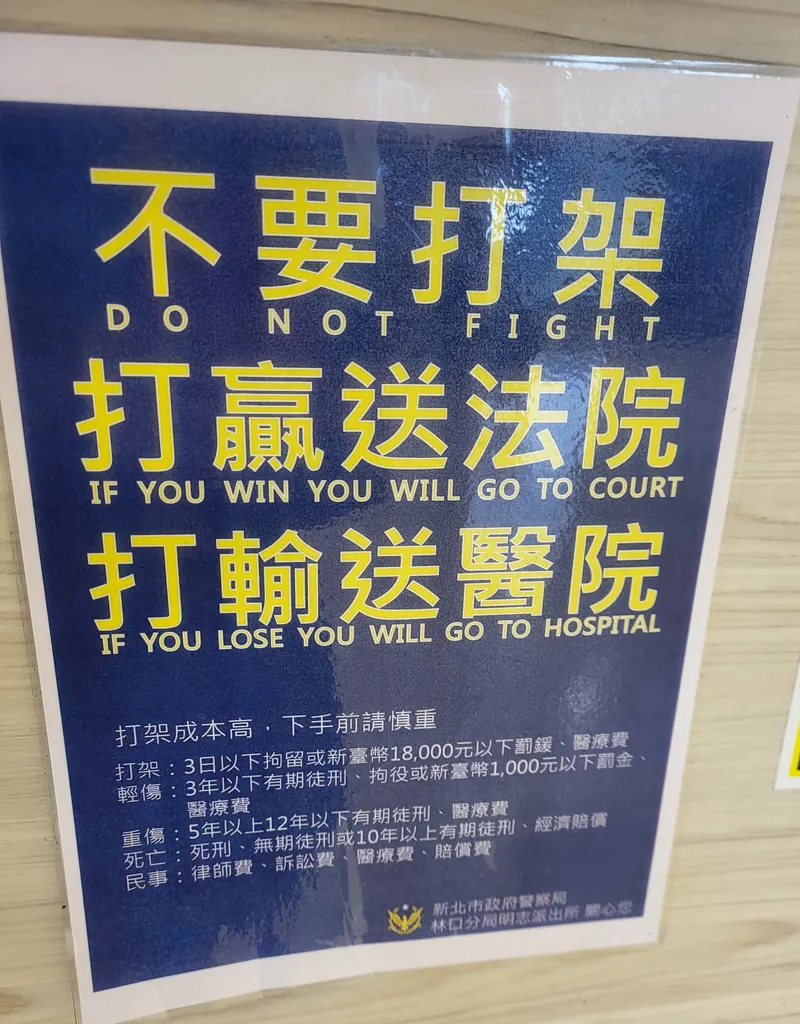 不要打架
DO NOT FIGHT
打贏送法院
IF YOU WIN YOU WILL GO TO COURT
打輸送醫院
IF YOU LOSE YOU WILL GO TO HOSPITAL
打架成本高，下手前請慎重
打架：3日以下拘留或新臺幣18,000元以下罰鍰、醫療費
輕傷：3年以下有期徒刑、拘役或新臺幣1,000元以下罰金、
醫療費
重傷：5年以上12年以下有期徒刑、醫療費
死亡：死刑、無期徒刑或10年以上有期徒刑、經濟賠償
民事：律師費、訴訟費、醫療費、賠償費
新北市政府警察局
林口分局明志派出所 關心您